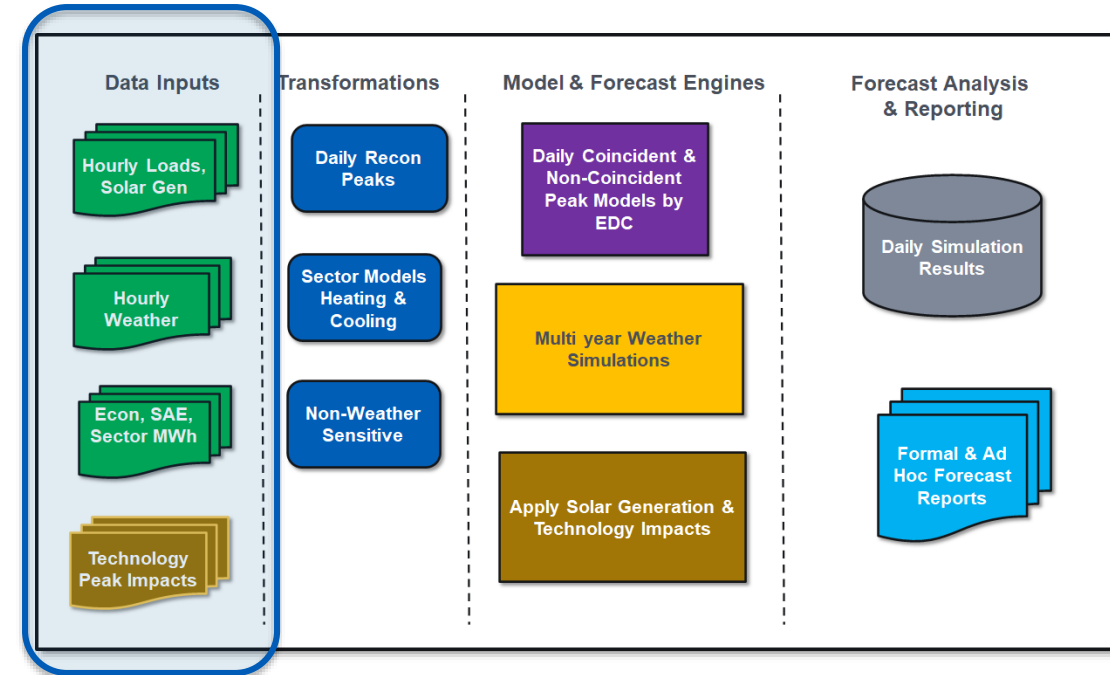 Data Inputs
Hourly Loads,
Solar Gen
Hourly
Weather
Econ, SAE,
Sector MWh
Technology
Peak Impacts
Transformations
Daily Recon
Peaks
Sector Models
Heating &
Cooling
Non-Weather
Sensitive
Model & Forecast Engines
Daily Coincident &
Non-Coincident
Peak Models by
EDC
Multi year Weather
Simulations
Apply Solar Generation &
Technology Impacts
Forecast Analysis
& Reporting
Daily Simulation
Results
Formal & Ad
Hoc Forecast
Reports